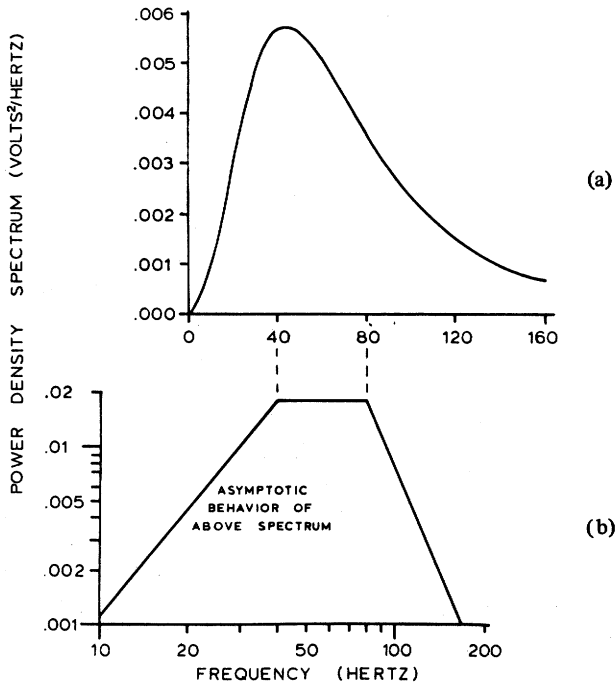 POWER DENSITY SPECTRUM (VOLTS²/HERTZ)
.006
.005
.004
.003
.002
.001
.000
0 40 80 120 160
(a)
.02
.01
.005
.002
.001
ASYMPTOTIC
BEHAVIOR OF
ABOVE SPECTRUM
(b)
10 20 50 100 200
FREQUENCY (HERTZ)